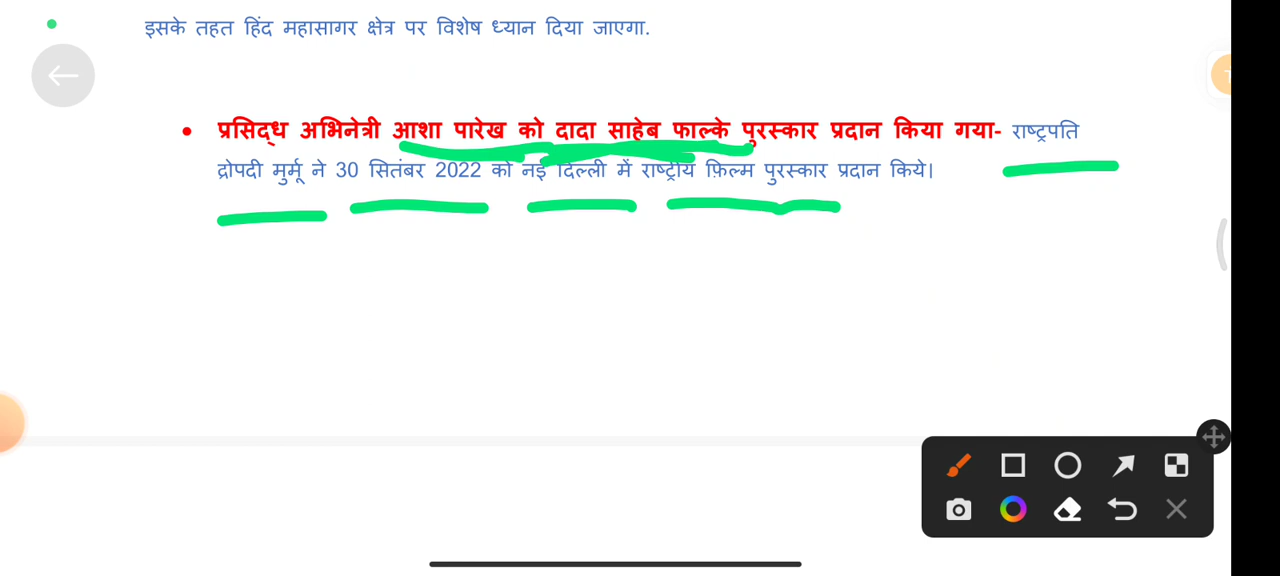 इसके तहत हिंद महासागर क्षेत्र पर विशेष ध्यान दिया जाएगा.
प्रसिद्ध अभिनेत्री आशा पारेख को दादा साहेब फाल्के पुरस्कार प्रदान किया गया- राष्ट्रपति
द्रोपदी मुर्मू ने 30 सितंबर 2022 को नई दिल्ली में राष्ट्रीय फ़िल्म पुरस्कार प्रदान किये।